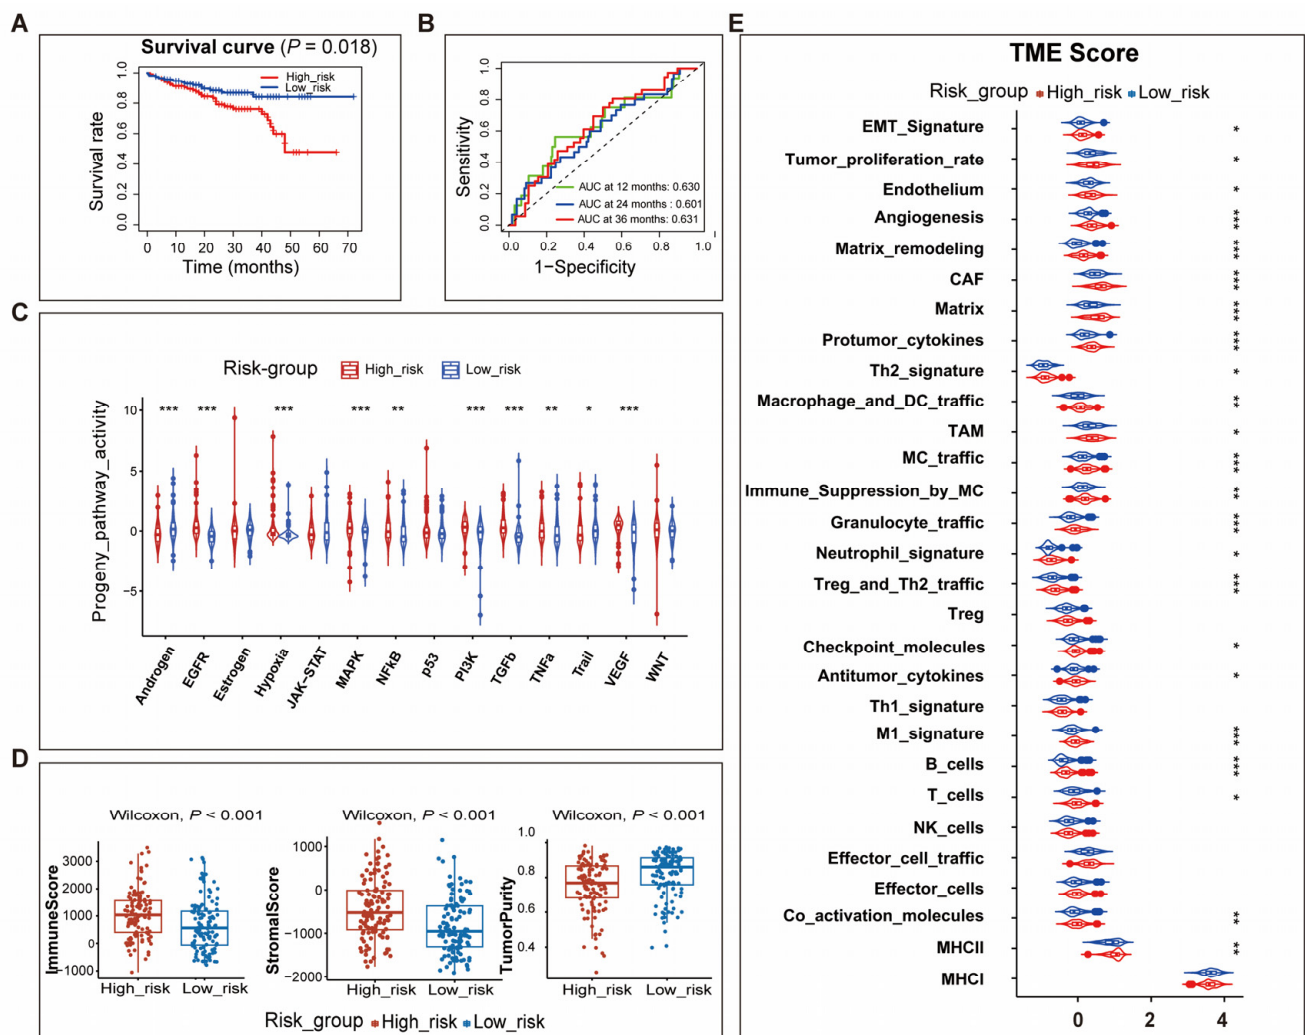 A
Survival curve (P = 0.018)
High_risk
Low_risk
Survival rate
0.0 0.2 0.4 0.6 0.8 1.0
0 10 20 30 40 50 60 70
Time (months)
B
Sensitivity
0.0 0.2 0.4 0.6 0.8 1.0
AUC at 12 months: 0.630
AUC at 24 months : 0.601
AUC at 36 months: 0.631
0.0 0.2 0.4 0.6 0.8 1.0
1−Specificity
C
Risk-group High_risk Low_risk
Progeny_pathway_activity
10
5
0
−5
*** *** *** *** ** *** *** ** * ***
Androgen
EGFR
Estrogen
Hypoxia
JAK−STAT
MAPK
NFkB
p53
PI3K
TGFb
TNFa
Trail
VEGF
WNT
D
Wilcoxon, P < 0.001
ImmuneScore
3000
2000
1000
0
−1000
High_risk Low_risk
Wilcoxon, P < 0.001
StromalScore
1000
0
−1000
−2000
High_risk Low_risk
Wilcoxon, P < 0.001
TumorPurity
1.0
0.8
0.6
0.4
High_risk Low_risk
Risk_group High_risk Low_risk
E
TME Score
Risk_group High_risk Low_risk
EMT_Signature *
Tumor_proliferation_rate *
Endothelium *
Angiogenesis ***
Matrix_remodeling ***
CAF ***
Matrix ***
Protumor_cytokines ***
Th2_signature *
Macrophage_and_DC_traffic **
TAM *
MC_traffic ***
Immune_Suppression_by_MC **
Granulocyte_traffic ***
Neutrophil_signature *
Treg_and_Th2_traffic ***
Treg
Checkpoint_molecules *
Antitumor_cytokines *
Th1_signature
M1_signature ***
B_cells ***
T_cells *
NK_cells
Effector_cell_traffic
Effector_cells
Co_activation_molecules **
MHCII **
MHCI
0 2 4